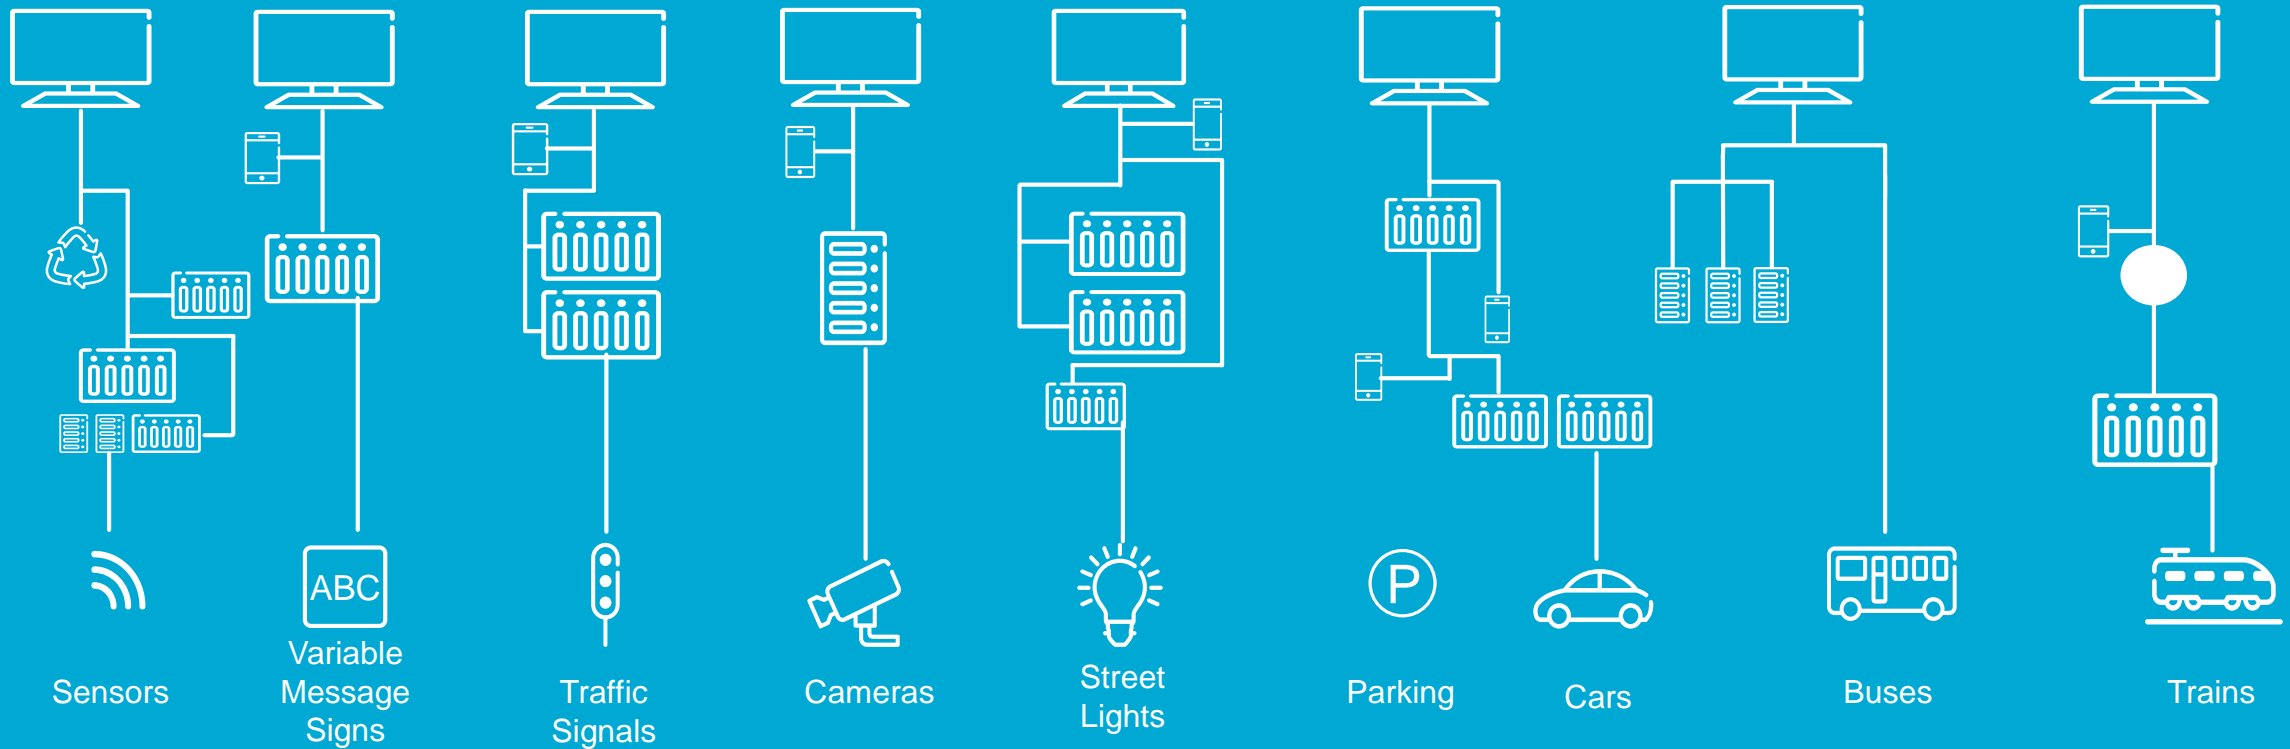 ABC
P
Sensors
Variable
Message
Signs
Traffic
Signals
Cameras
Street
Lights
Parking
Cars
Buses
Trains